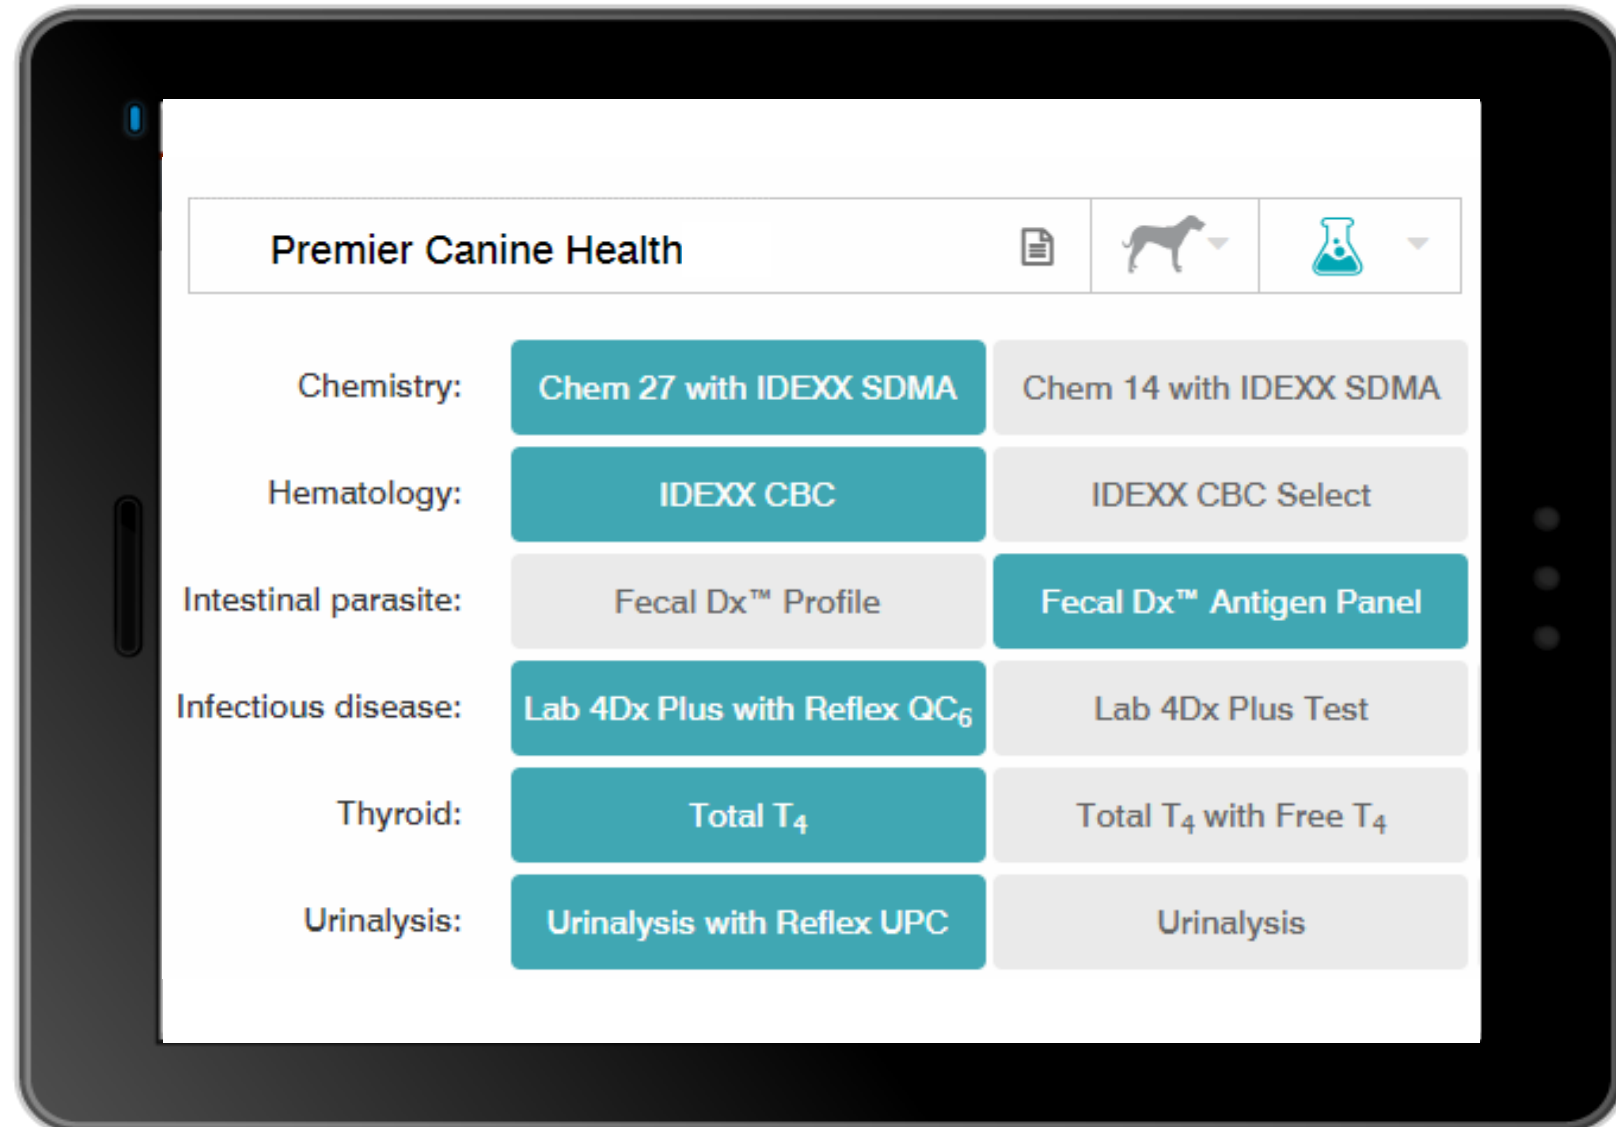 Premier Canine Health
Chemistry: Chem 27 with IDEXX SDMA Chem 14 with IDEXX SDMA
Hematology: IDEXX CBC IDEXX CBC Select
Intestinal parasite: Fecal Dx™ Profile Fecal Dx™ Antigen Panel
Infectious disease: Lab 4Dx Plus with Reflex QC₆ Lab 4Dx Plus Test
Thyroid: Total T₄ Total T₄ with Free T₄
Urinalysis: Urinalysis with Reflex UPC Urinalysis